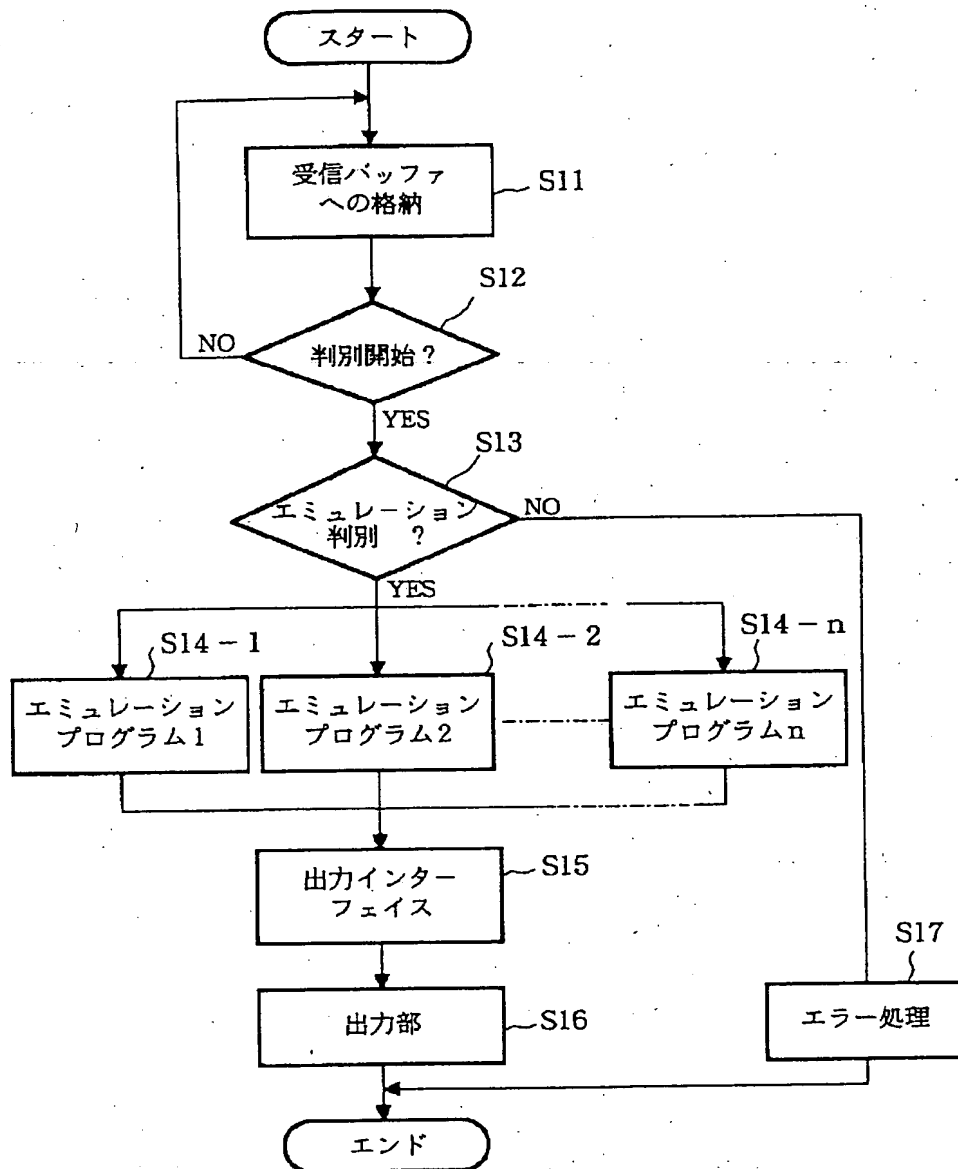 スタート
受信バッファ
への格納
S11
S12
判別開始?
NO
YES
S13
エミュレーション
判別 ?
NO
YES
S14-1
S14-2
S14-n
エミュレーション
プログラム1
エミュレーション
プログラム2
エミュレーション
プログラムn
出力インター
フェイス
S15
出力部
S16
S17
エラー処理
エンド